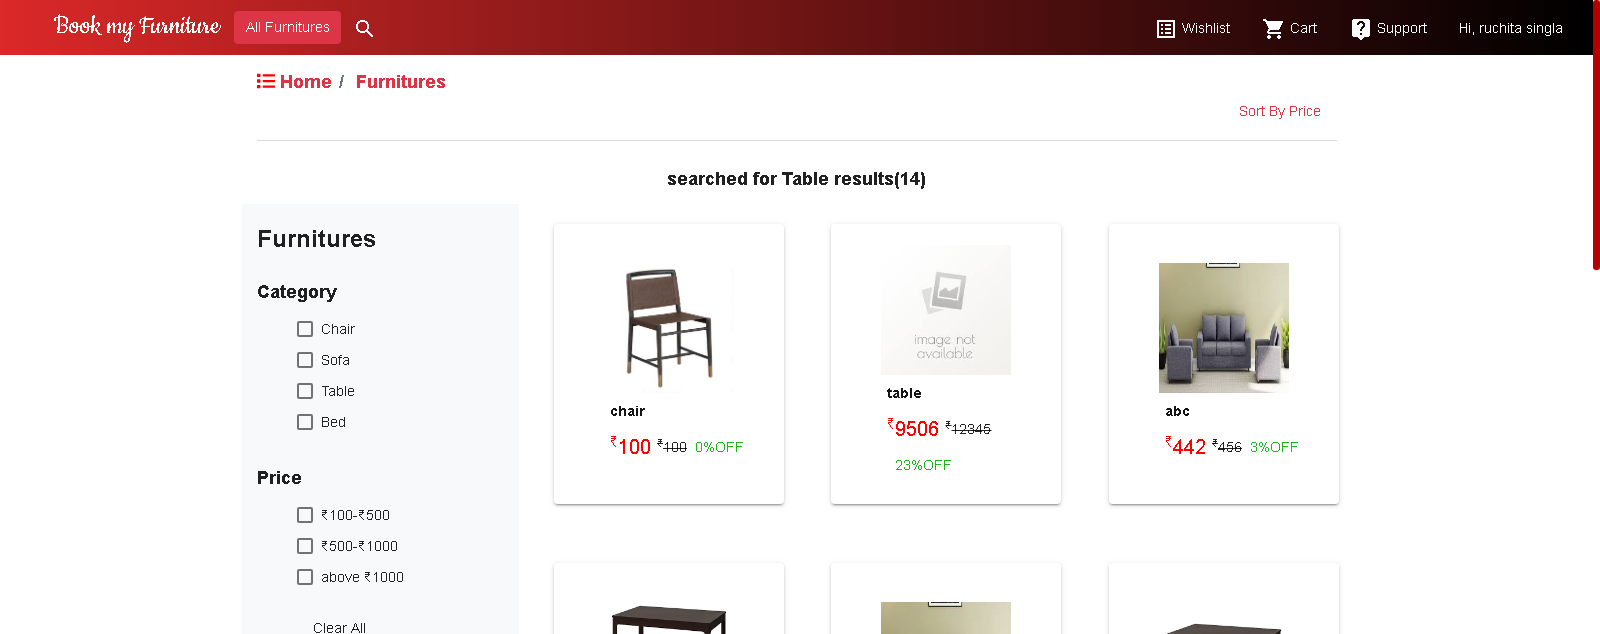 Book my Furniture All Furnitures Wishlist Cart Support Hi, ruchita singla
Home / Furnitures
Sort By Price
searched for Table results(14)
Furnitures
Category
Chair
Sofa
Table
Bed
Price
₹100-₹500
₹500-₹1000
above ₹1000
Clear All
chair
₹100 ₹100 0%OFF
image not
available
table
₹9506 ₹12345
23%OFF
abc
₹442 ₹456 3%OFF